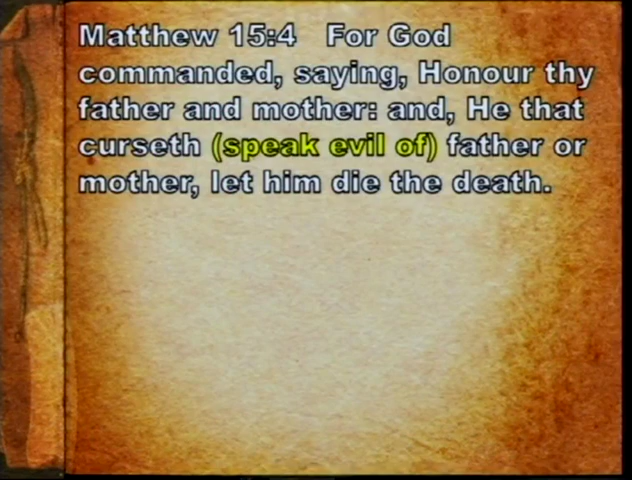 Matthew 15:4 For God
commanded, saying, Honour thy
father and mother: and, He that
curseth (speak evil of) father or
mother, let him die the death.